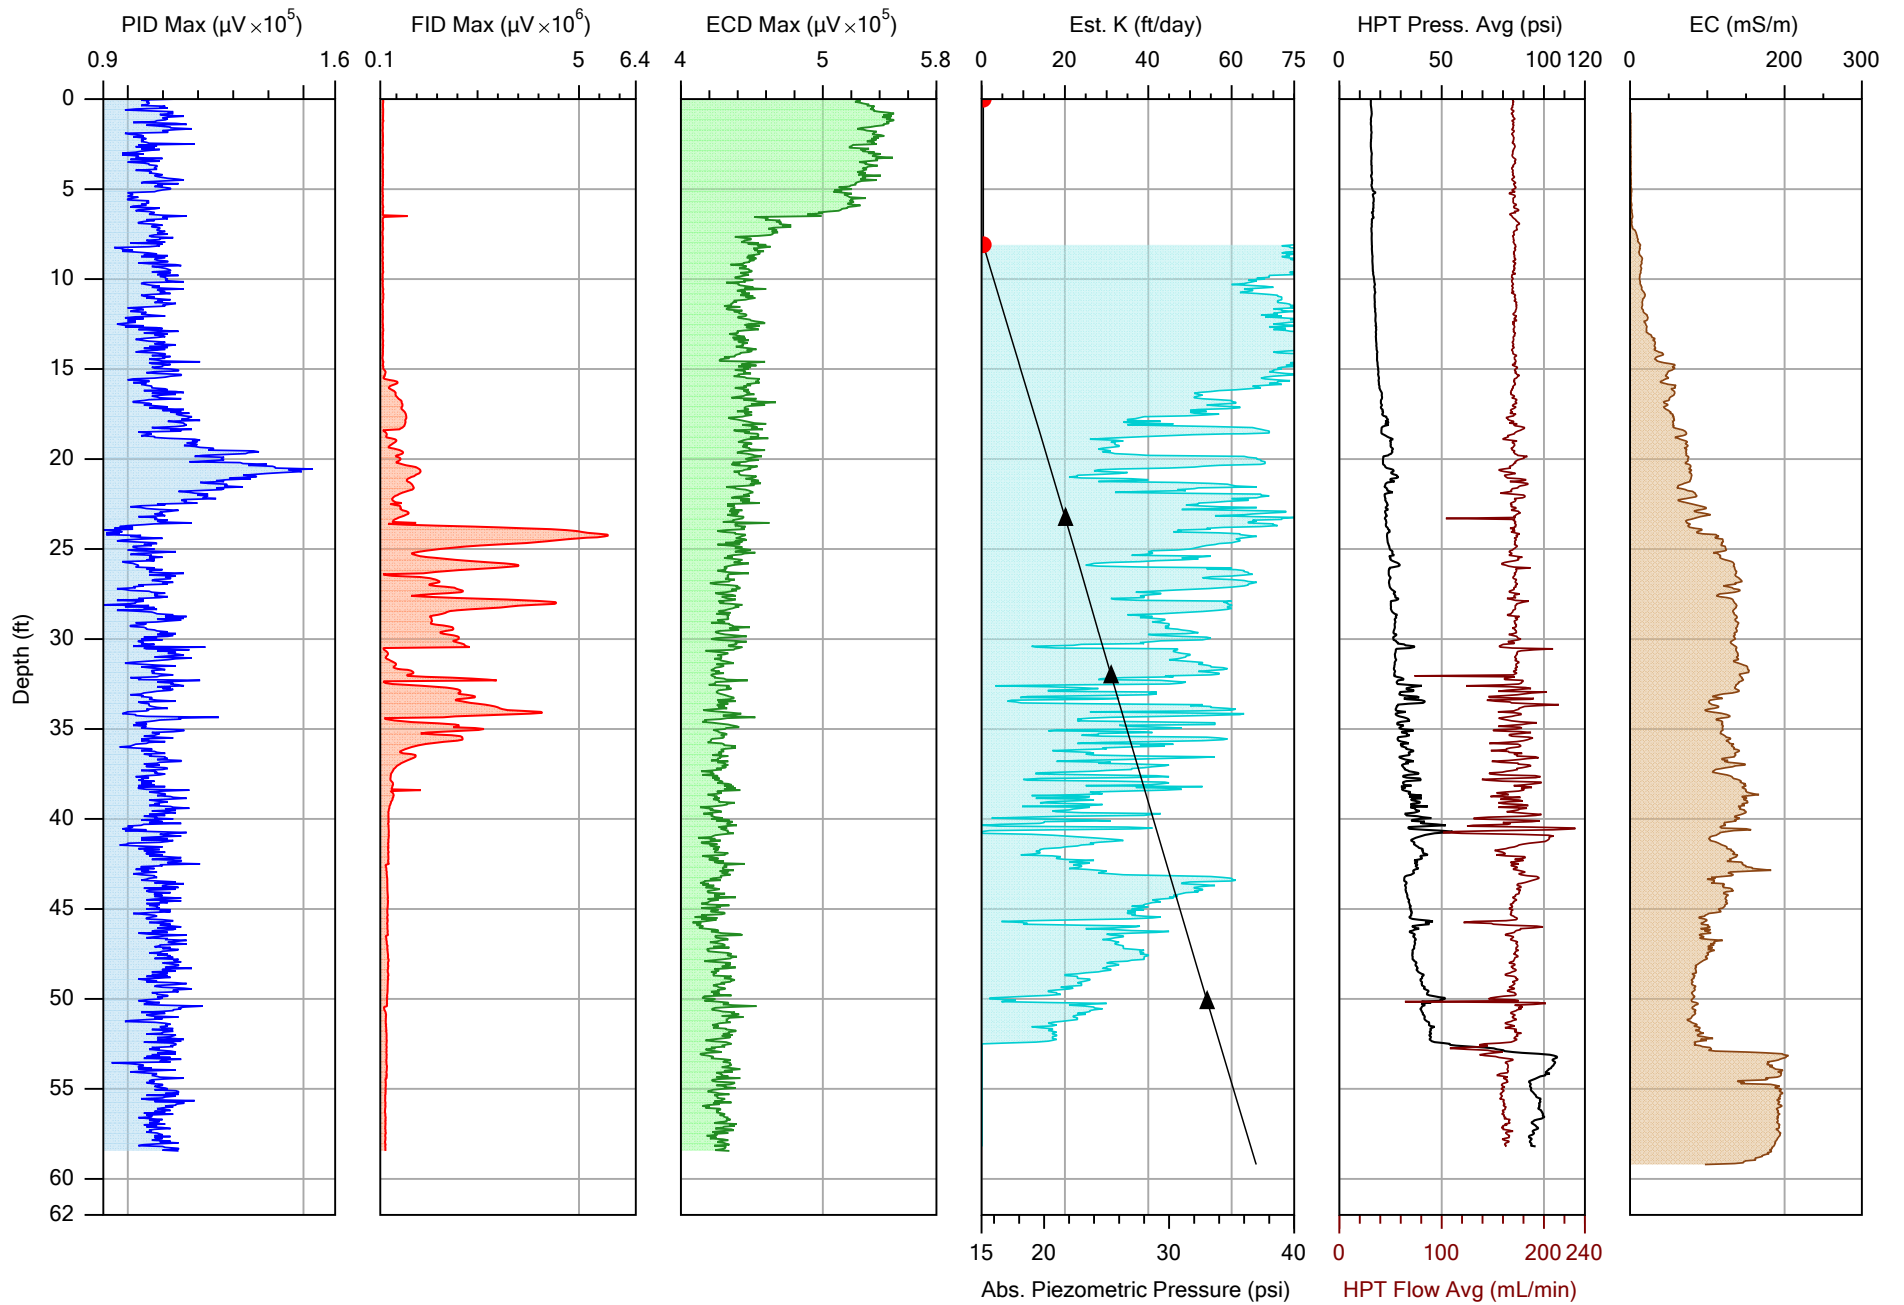 PID Max (µV ×10⁵)
FID Max (µV ×10⁶)
ECD Max (µV ×10⁵)
Est. K (ft/day)
HPT Press. Avg (psi)
EC (mS/m)
0.9 1.6
0.1 5 6.4
4 5 5.8
0 20 40 60 75
0 50 100 120
0 200 300
0
5
10
15
20
25
30
35
40
45
50
55
60
62
Depth (ft)
15 20 30 40
0 100 200 240
Abs. Piezometric Pressure (psi)
HPT Flow Avg (mL/min)